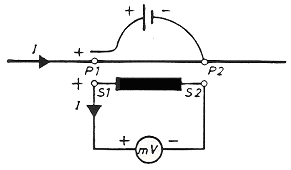 + −
I +
P1 P2
+ S1 S2
I
+ mV −